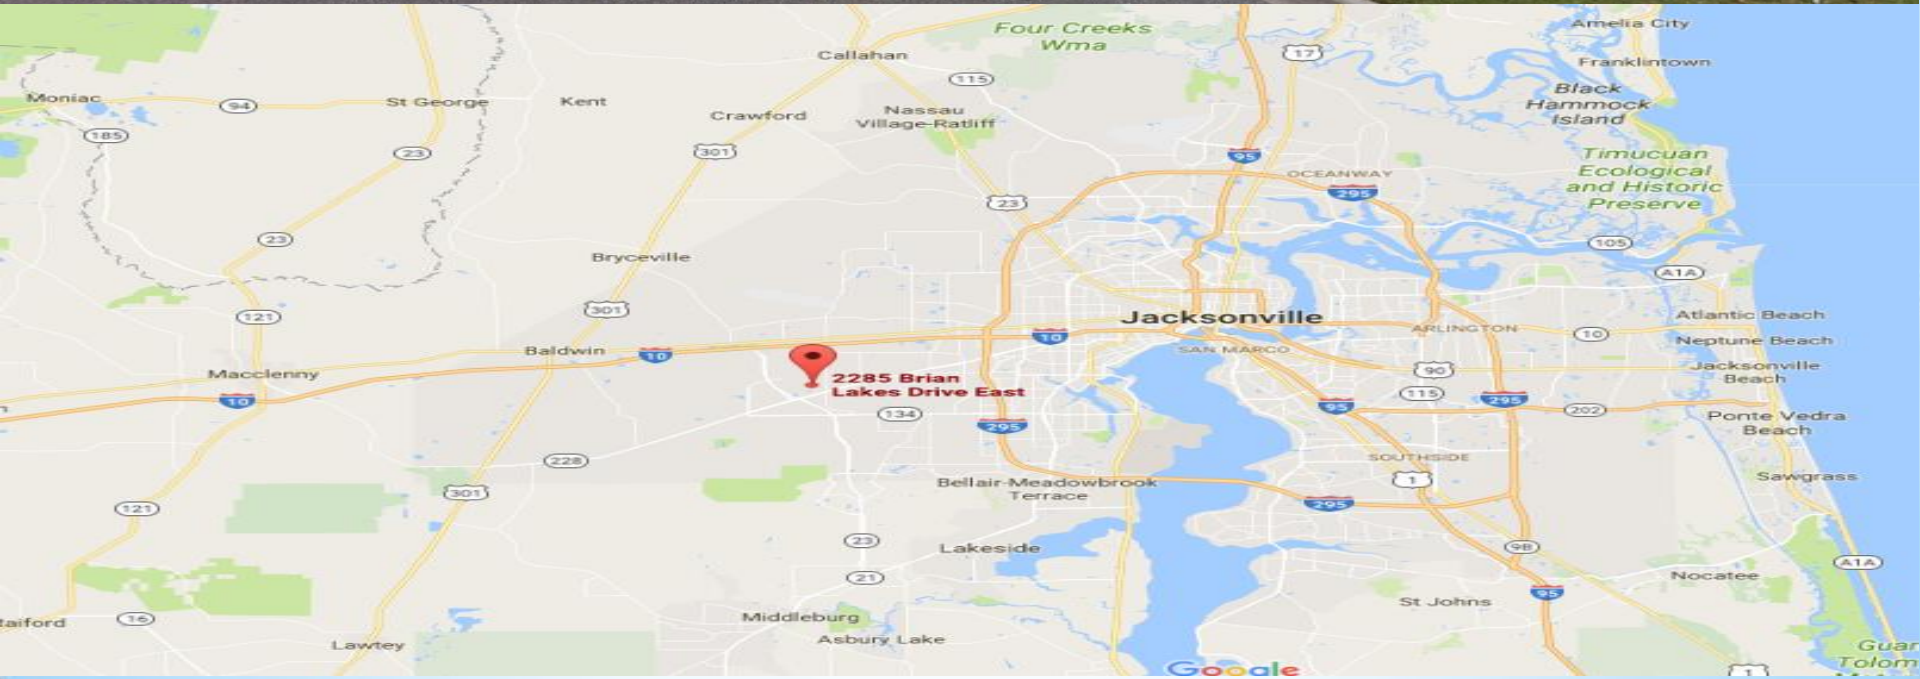 Amelia City
Four Creeks
Wma
17
Callahan
Franklintown
115
Black
Hammock
Island
Moniac
94
St George
Kent
Nassau
Village-Ratliff
Crawford
185
23
301
95
Timucuan
Ecological
and Historic
Preserve
OCEANWAY
295
23
23
105
Bryceville
A1A
301
121
Jacksonville
Atlantic Beach
ARLINGTON
10
10
Neptune Beach
Baldwin
10
SAN MARCO
Macclenny
90
Jacksonville
Beach
2285 Brian
Lakes Drive East
115
10
95
295
202
134
Ponte Vedra
Beach
295
228
SOUTHSIDE
Sawgrass
301
Bellair-Meadowbrook
Terrace
1
121
295
23
Lakeside
9B
A1A
21
Nocatee
95
St Johns
16
Middleburg
Asbury Lake
Lawtey
Google
1